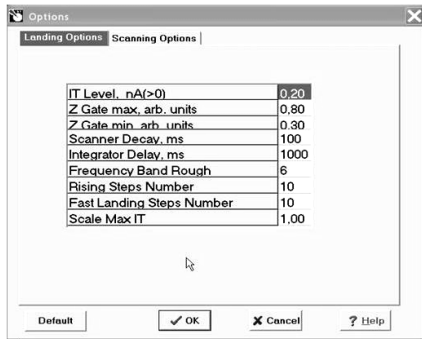 Options
Landing Options Scanning Options
IT Level, nA(>0) 0,20
Z Gate max, arb. units 0,80
Z Gate min, arb. units 0,30
Scanner Decay, ms 100
Integrator Delay, ms 1000
Frequency Band Rough 6
Rising Steps Number 10
Fast Landing Steps Number 10
Scale Max IT 1,00
Default OK Cancel ? Help